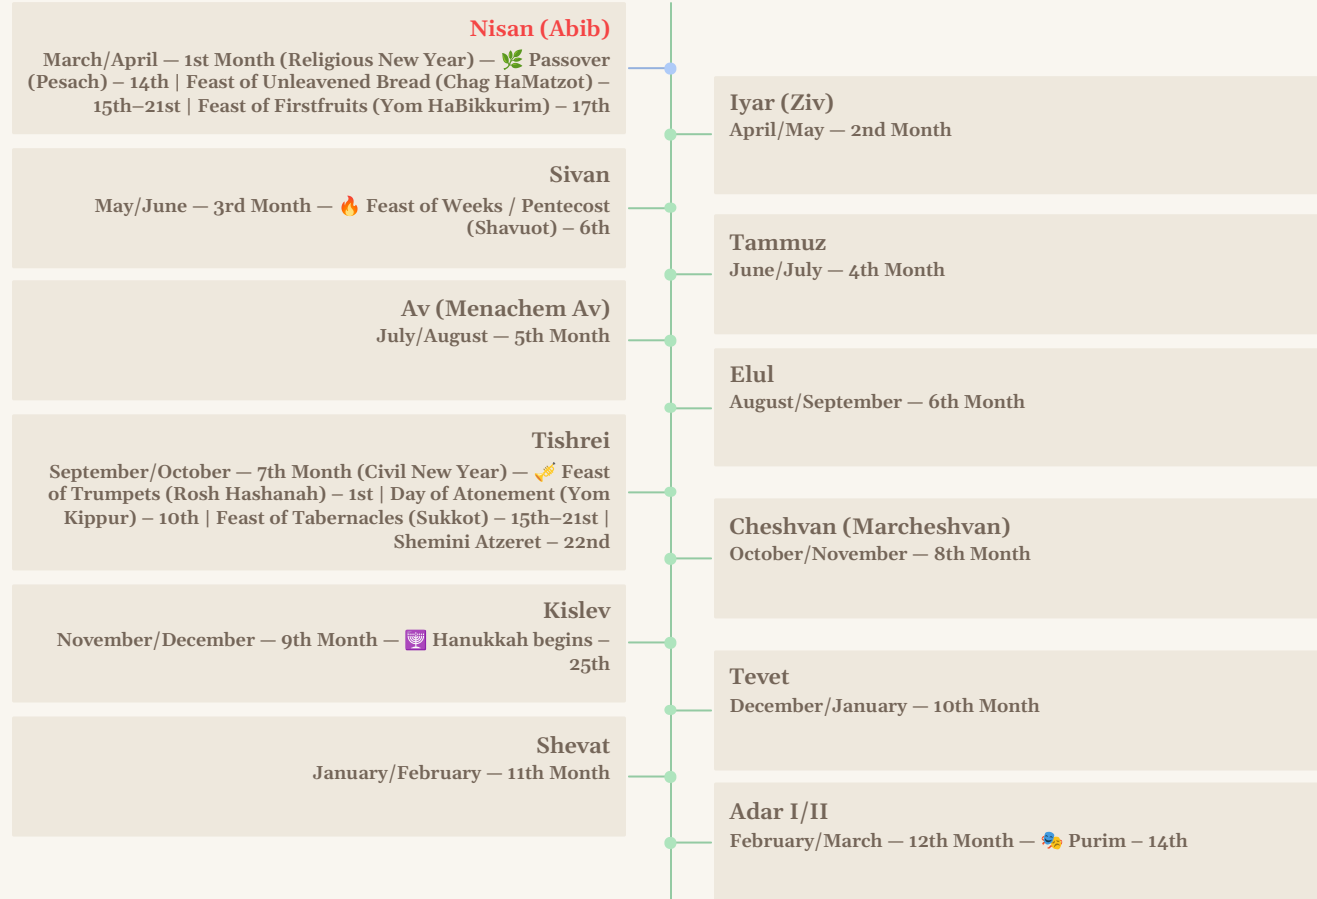 Nisan (Abib)
March/April — 1st Month (Religious New Year) — 🌿 Passover
(Pesach) – 14th | Feast of Unleavened Bread (Chag HaMatzot) –
15th–21st | Feast of Firstfruits (Yom HaBikkurim) – 17th
Iyar (Ziv)
April/May — 2nd Month
Sivan
May/June — 3rd Month — 🔥 Feast of Weeks / Pentecost
(Shavuot) – 6th
Tammuz
June/July — 4th Month
Av (Menachem Av)
July/August — 5th Month
Elul
August/September — 6th Month
Tishrei
September/October — 7th Month (Civil New Year) — 🎺 Feast
of Trumpets (Rosh Hashanah) – 1st | Day of Atonement (Yom
Kippur) – 10th | Feast of Tabernacles (Sukkot) – 15th–21st |
Shemini Atzeret – 22nd
Cheshvan (Marcheshvan)
October/November — 8th Month
Kislev
November/December — 9th Month — 🕎 Hanukkah begins –
25th
Tevet
December/January — 10th Month
Shevat
January/February — 11th Month
Adar I/II
February/March — 12th Month — 🎭 Purim – 14th